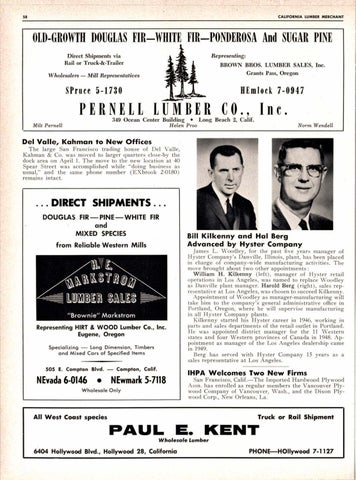 58
CALIFORNIA LUMBER MERCHANT
OLD-GROWTH DOUGLAS FIR—WHITE FIR—PONDEROSA And SUGAR PINE
Direct Shipments via
Rail or Truck-&-Trailer
Wholesalers — Mill Representatives
Representing:
BROWN BROS. LUMBER SALES, Inc.
Grants Pass, Oregon
SPruce 5-1730
HEmlock 7-0947
PERNELL LUMBER CO., Inc.
349 Ocean Center Building • Long Beach 2, Calif.
Milt Pernell
Helen Proo
Norm Wendell
Del Valle, Kahman to New Offices
The large San Francisco trading house of Del Valle,
Kahman & Co. was moved to larger quarters close-by the
dock area on April 1. The move to the new location at 40
Spear Street was accomplished while "doing business as
usual," and the same phone number (EXbrook 2-0180)
remains intact.
... DIRECT SHIPMENTS ...
DOUGLAS FIR — PINE — WHITE FIR
and
MIXED SPECIES
from Reliable Western Mills
MARKSTROM
LUMBER SALES
"Brownie" Markstrom
Representing HIRT & WOOD Lumber Co., Inc.
Eugene, Oregon
Specializing — Long Dimension, Timbers
and Mixed Cars of Specified Items
505 E. Compton Blvd. — Compton, Calif.
NEvada 6-0146 • NEwmark 5-7118
Wholesale Only
Bill Kilkenny and Hal Berg
Advanced by Hyster Company
James L. Woodley, for the past five years manager of
Hyster Company's Danville, Illinois, plant, has been placed
in charge of company-wide manufacturing activities. The
move brought about two other appointments:
William H. Kilkenny (left), manager of Hyster retail
operations in Los Angeles, was named to replace Woodley
as Danville plant manager. Harold Berg (right), sales rep-
resentative at Los Angeles, was chosen to succeed Kilkenny.
Appointment of Woodley as manager-manufacturing will
take him to the company's general administrative office in
Portland, Oregon, where he will supervise manufacturing
in all Hyster Company plants.
Kilkenny started his Hyster career in 1946, working in
parts and sales departments of the retail outlet in Portland.
He was appointed district manager for the 11 Western
states and four Western provinces of Canada in 1948. Ap-
pointment as manager of the Los Angeles dealership came
in 1949.
Berg has served with Hyster Company 15 years as a
sales representative at Los Angeles.
IHPA Welcomes Two New Firms
San Francisco, Calif.—The Imported Hardwood Plywood
Assn. has enrolled as regular members the Vancouver Ply-
wood Company of Vancouver, Wash., and the Dixon Ply-
wood Corp., New Orleans, La.
All West Coast species
Truck or Rail Shipment
PAUL E. KENT
Wholesale Lumber
6404 Hollywood Blvd., Hollywood 28, California
PHONE—HOllywood 7-1127